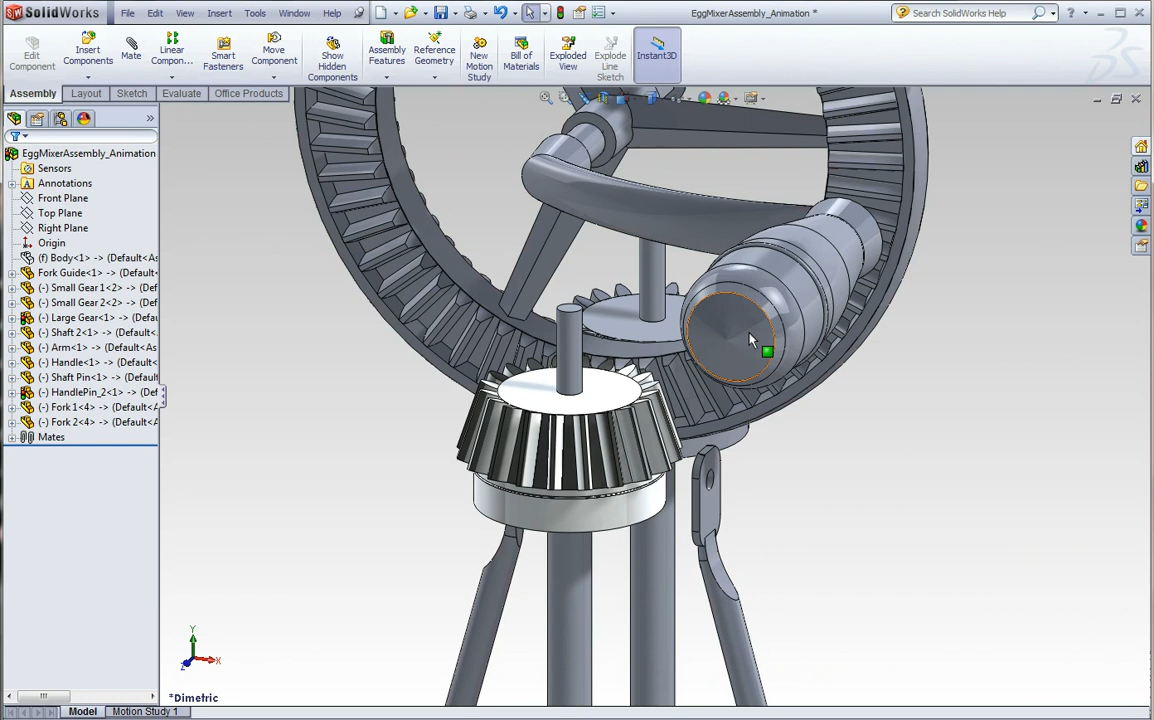 SolidWorks
File Edit View Insert Tools Window Help
EggMixerAssembly_Animation *
Search SolidWorks Help
Edit Component
Insert Components
Mate
Linear Compon...
Smart Fasteners
Move Component
Show Hidden Components
Assembly Features
Reference Geometry
New Motion Study
Bill of Materials
Exploded View
Explode Line Sketch
Instant3D
Assembly Layout Sketch Evaluate Office Products
EggMixerAssembly_Animation
Sensors
Annotations
Front Plane
Top Plane
Right Plane
Origin
(f) Body<1> -> (Default<As
Fork Guide<1> -> (Default<
(-) Small Gear1<2> -> (Def
(-) Small Gear2<2> -> (Def
(-) Large Gear<1> -> (Defau
(-) Shaft 2<1> -> (Default<
(-) Arm<1> -> (Default<As
(-) Handle<1> -> (Default<
(-) Shaft Pin<1> -> (Default
(-) HandlePin_2<1> -> (Def
(-) Fork 1<4> -> (Default<A
(-) Fork 2<4> -> (Default<A
Mates
Y
X
Z
*Dimetric
Model Motion Study 1